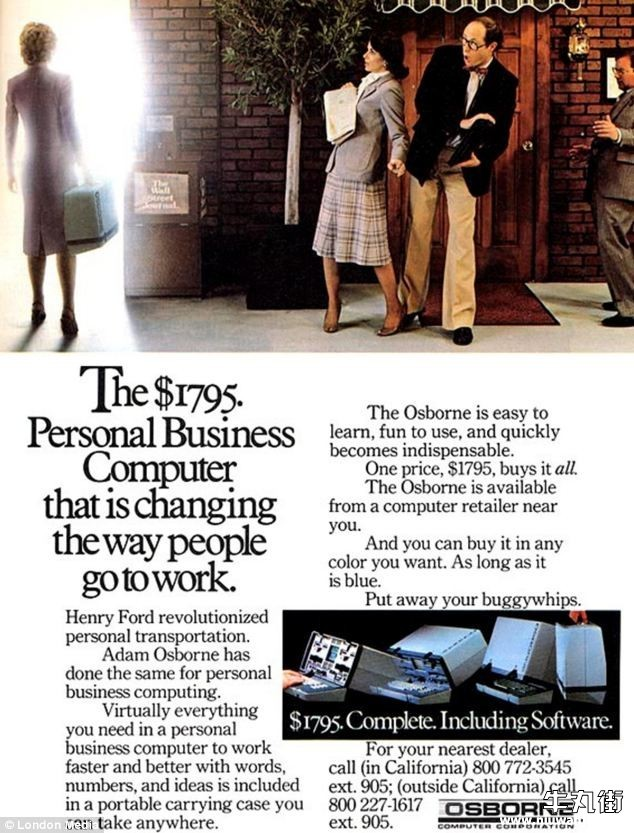 The
Wall
Street
Journal.
The $1795.
Personal Business
Computer
that is changing
the way people
go to work.
Henry Ford revolutionized
personal transportation.
Adam Osborne has
done the same for personal
business computing.
Virtually everything
you need in a personal
business computer to work
faster and better with words,
numbers, and ideas is included
in a portable carrying case you
take anywhere.
© London Media
The Osborne is easy to
learn, fun to use, and quickly
becomes indispensable.
One price, $1795, buys it all.
The Osborne is available
from a computer retailer near
you.
And you can buy it in any
color you want. As long as it
is blue.
Put away your buggywhips.
$1795. Complete. Including Software.
For your nearest dealer,
call (in California) 800 772-3545
ext. 905; (outside California) call
800 227-1617
ext. 905.
OSBORNE
COMPUTER CORPORATION